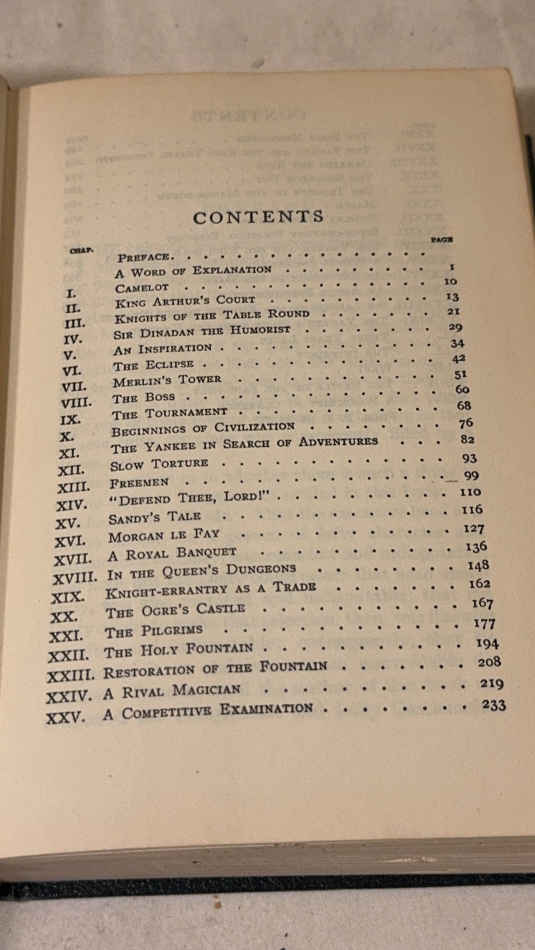 CONTENTS
CHAP. PAGE
PREFACE. . . . . . . . . . . . .
A WORD OF EXPLANATION . . . . . . . . 1
I. CAMELOT . . . . . . . . . . . . 10
II. KING ARTHUR'S COURT . . . . . . . . . 13
III. KNIGHTS OF THE TABLE ROUND . . . . . . 21
IV. SIR DINADAN THE HUMORIST . . . . . . . 29
V. AN INSPIRATION . . . . . . . . . . . 34
VI. THE ECLIPSE . . . . . . . . . . . . 42
VII. MERLIN'S TOWER . . . . . . . . . . . 51
VIII. THE BOSS . . . . . . . . . . . . . 60
IX. THE TOURNAMENT . . . . . . . . . . . 68
X. BEGINNINGS OF CIVILIZATION . . . . . . . 76
XI. THE YANKEE IN SEARCH OF ADVENTURES . . . 82
XII. SLOW TORTURE . . . . . . . . . . . . 93
XIII. FREEMEN . . . . . . . . . . . . . 99
XIV. "DEFEND THEE, LORD!" . . . . . . . . . . 110
XV. SANDY'S TALE . . . . . . . . . . . . 116
XVI. MORGAN LE FAY . . . . . . . . . . . 127
XVII. A ROYAL BANQUET . . . . . . . . . . 136
XVIII. IN THE QUEEN'S DUNGEONS . . . . . . . 148
XIX. KNIGHT-ERRANTRY AS A TRADE . . . . . . 162
XX. THE OGRE'S CASTLE . . . . . . . . . . 167
XXI. THE PILGRIMS . . . . . . . . . . . 177
XXII. THE HOLY FOUNTAIN . . . . . . . . . . 194
XXIII. RESTORATION OF THE FOUNTAIN . . . . . . 208
XXIV. A RIVAL MAGICIAN . . . . . . . . . . 219
XXV. A COMPETITIVE EXAMINATION . . . . . . . 233